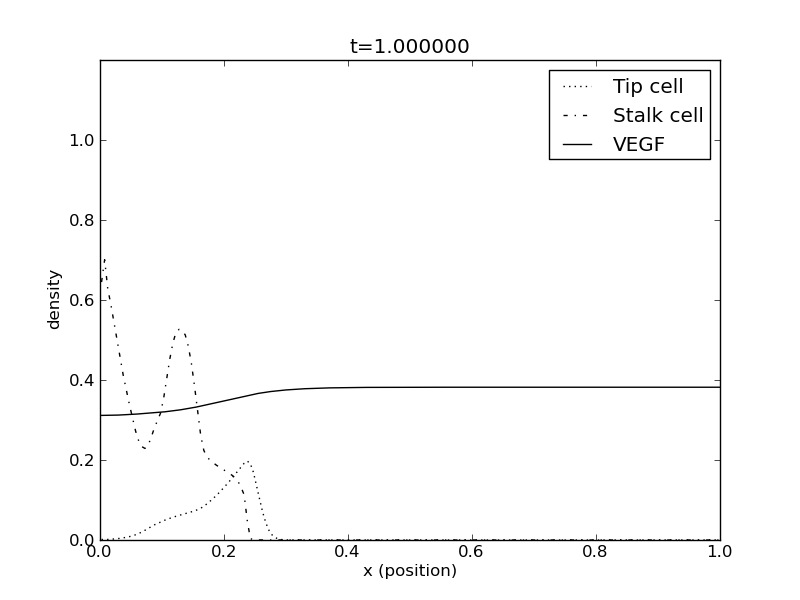 t=1.000000
Tip cell
Stalk cell
VEGF
density
1.0
0.8
0.6
0.4
0.2
0.0
0.0 0.2 0.4 0.6 0.8 1.0
x (position)